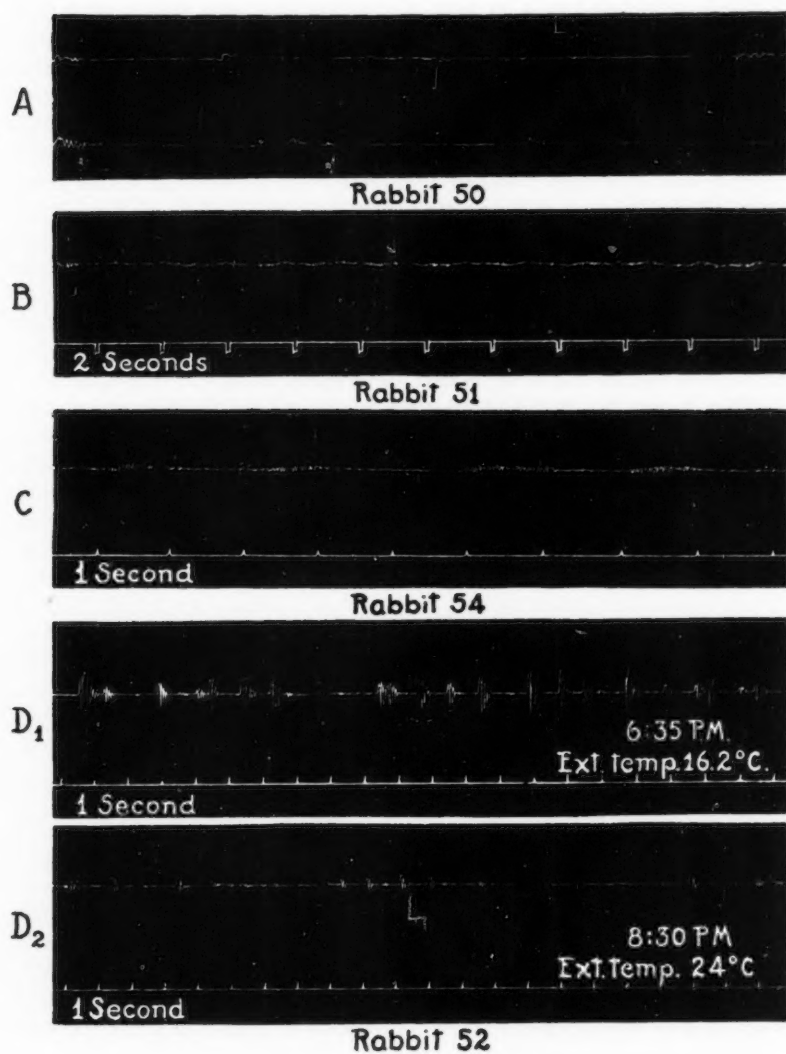 A
Rabbit 50
B
2 Seconds
Rabbit 51
C
1 Second
Rabbit 54
D₁
6:35 P.M.
Ext. temp. 16.2°C.
1 Second
D₂
8:30 PM
Ext. Temp. 24°C
1 Second
Rabbit 52